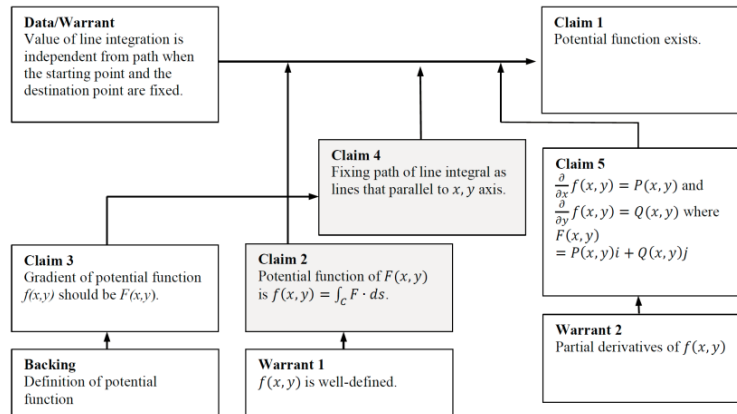 Data/Warrant
Value of line integration is
independent from path when
the starting point and the
destination point are fixed.
Claim 1
Potential function exists.
Claim 4
Fixing path of line integral as
lines that parallel to x, y axis.
Claim 5
∂/∂x f(x, y) = P(x, y) and
∂/∂y f(x, y) = Q(x, y) where
F(x, y)
= P(x, y)i + Q(x, y)j
Claim 3
Gradient of potential function
f(x,y) should be F(x,y).
Claim 2
Potential function of F(x, y)
is f(x, y) = ∫_C F · ds.
Backing
Definition of potential
function
Warrant 1
f(x, y) is well-defined.
Warrant 2
Partial derivatives of f(x, y)